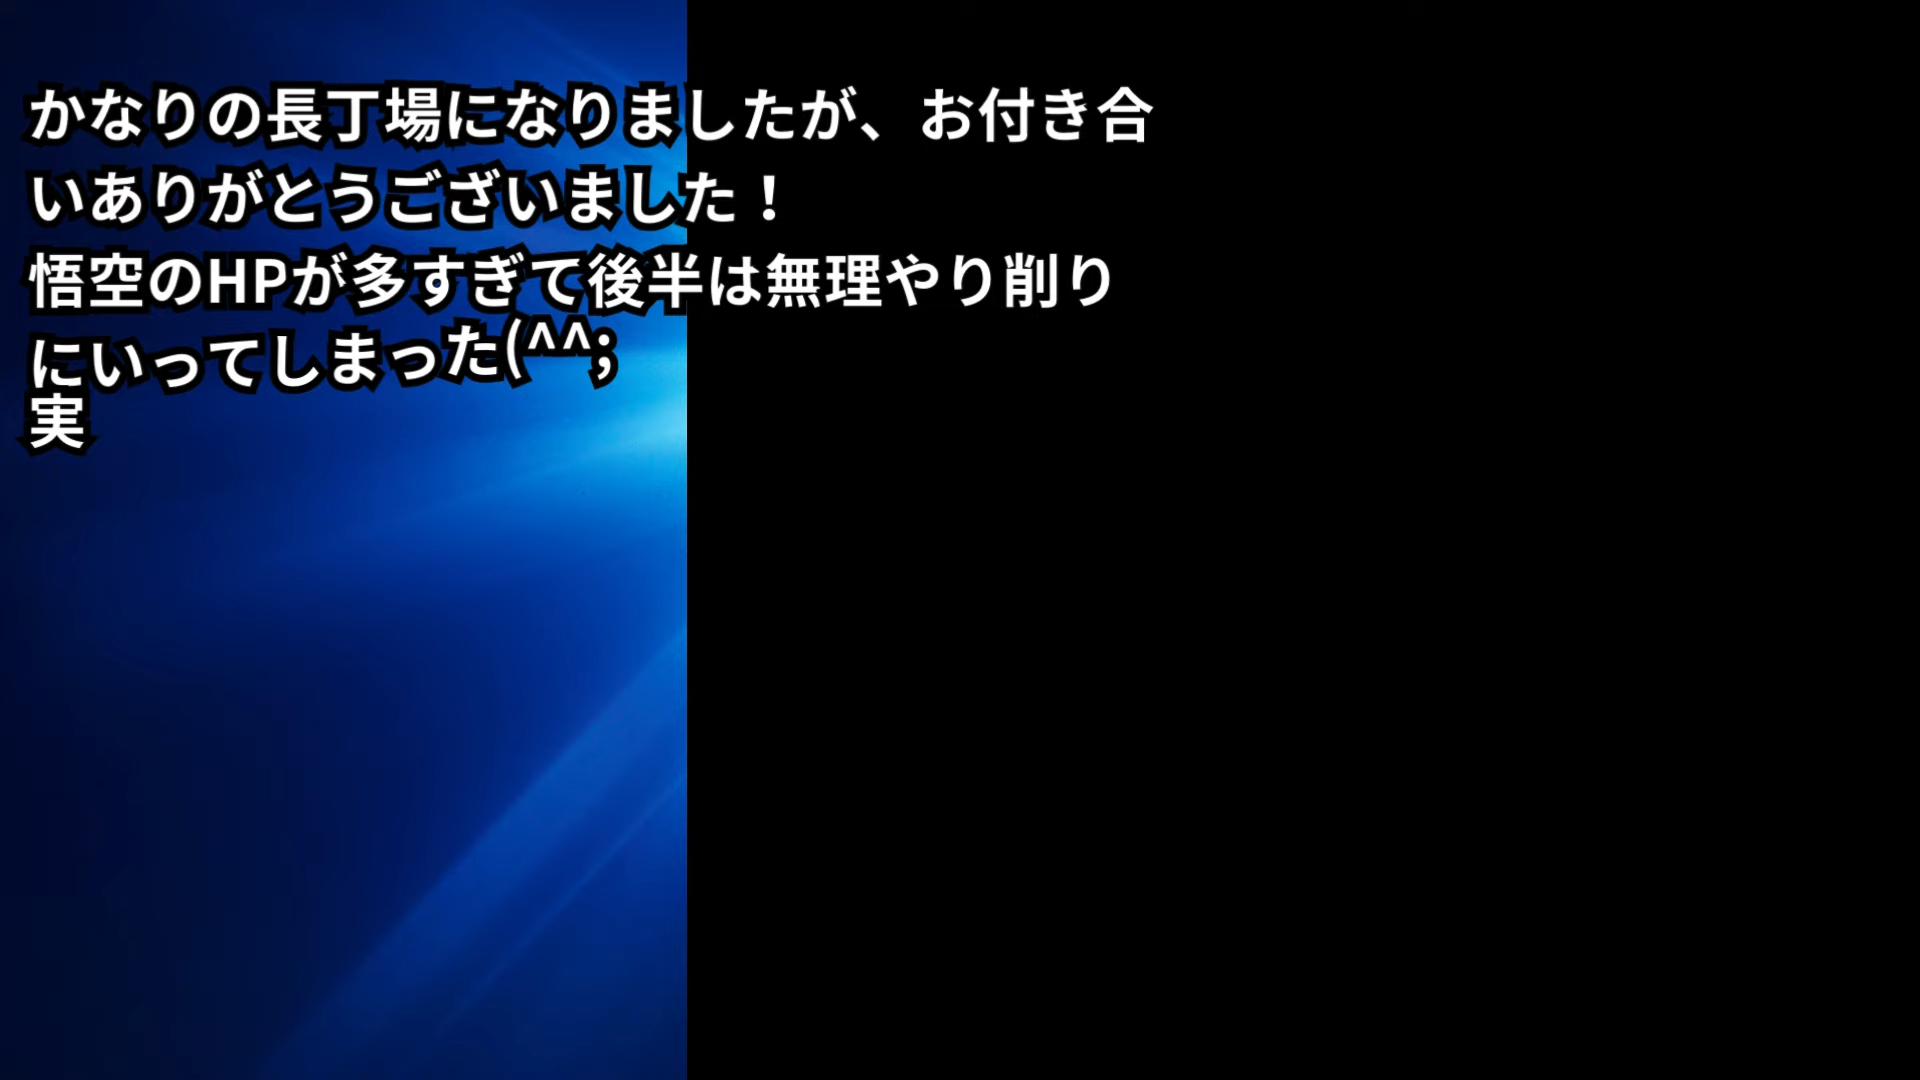 かなりの長丁場になりましたが、お付き合
いありがとうございました！
悟空のHPが多すぎて後半は無理やり削り
にいってしまった(^^;
実